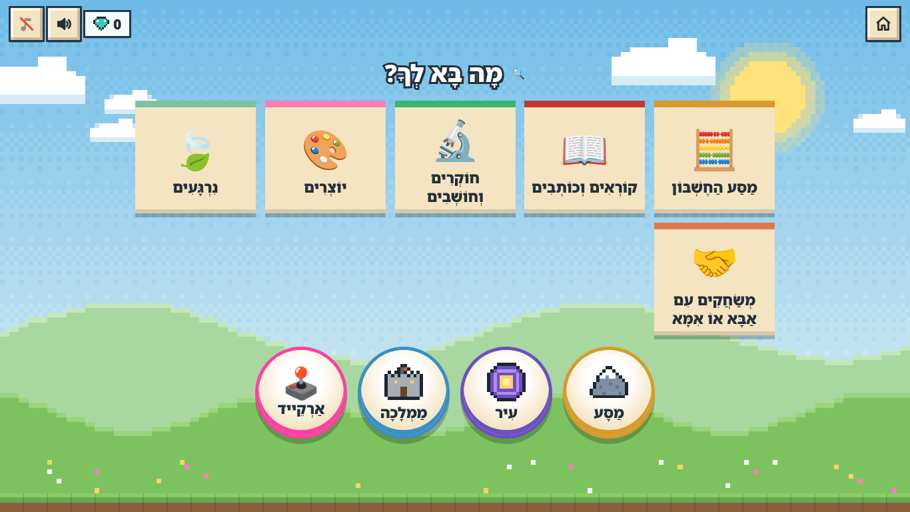 0
מָה בָּא לְךָ?
מַסַּע הַחֶשְׁבּוֹן
קוֹרְאִים וְכוֹתְבִים
חוֹקְרִים
וְחוֹשְׁבִים
יוֹצְרִים
נִרְגָּעִים
מְשַׂחֲקִים עִם
אַבָּא אוֹ אִמָּא
מַסָּע
עִיר
מַמְלָכָה
אַרְקֵייד